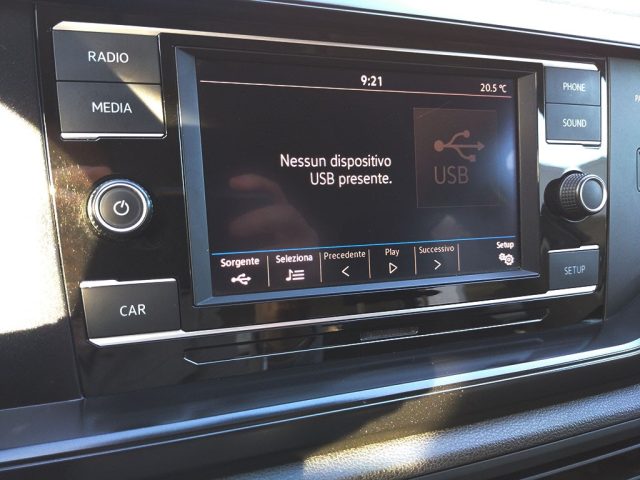 RADIO
MEDIA
CAR
9:21
20.5 °C
Nessun dispositivo
USB presente.
USB
Sorgente
Seleziona
Precedente
Play
Successivo
Setup
PHONE
SOUND
SETUP